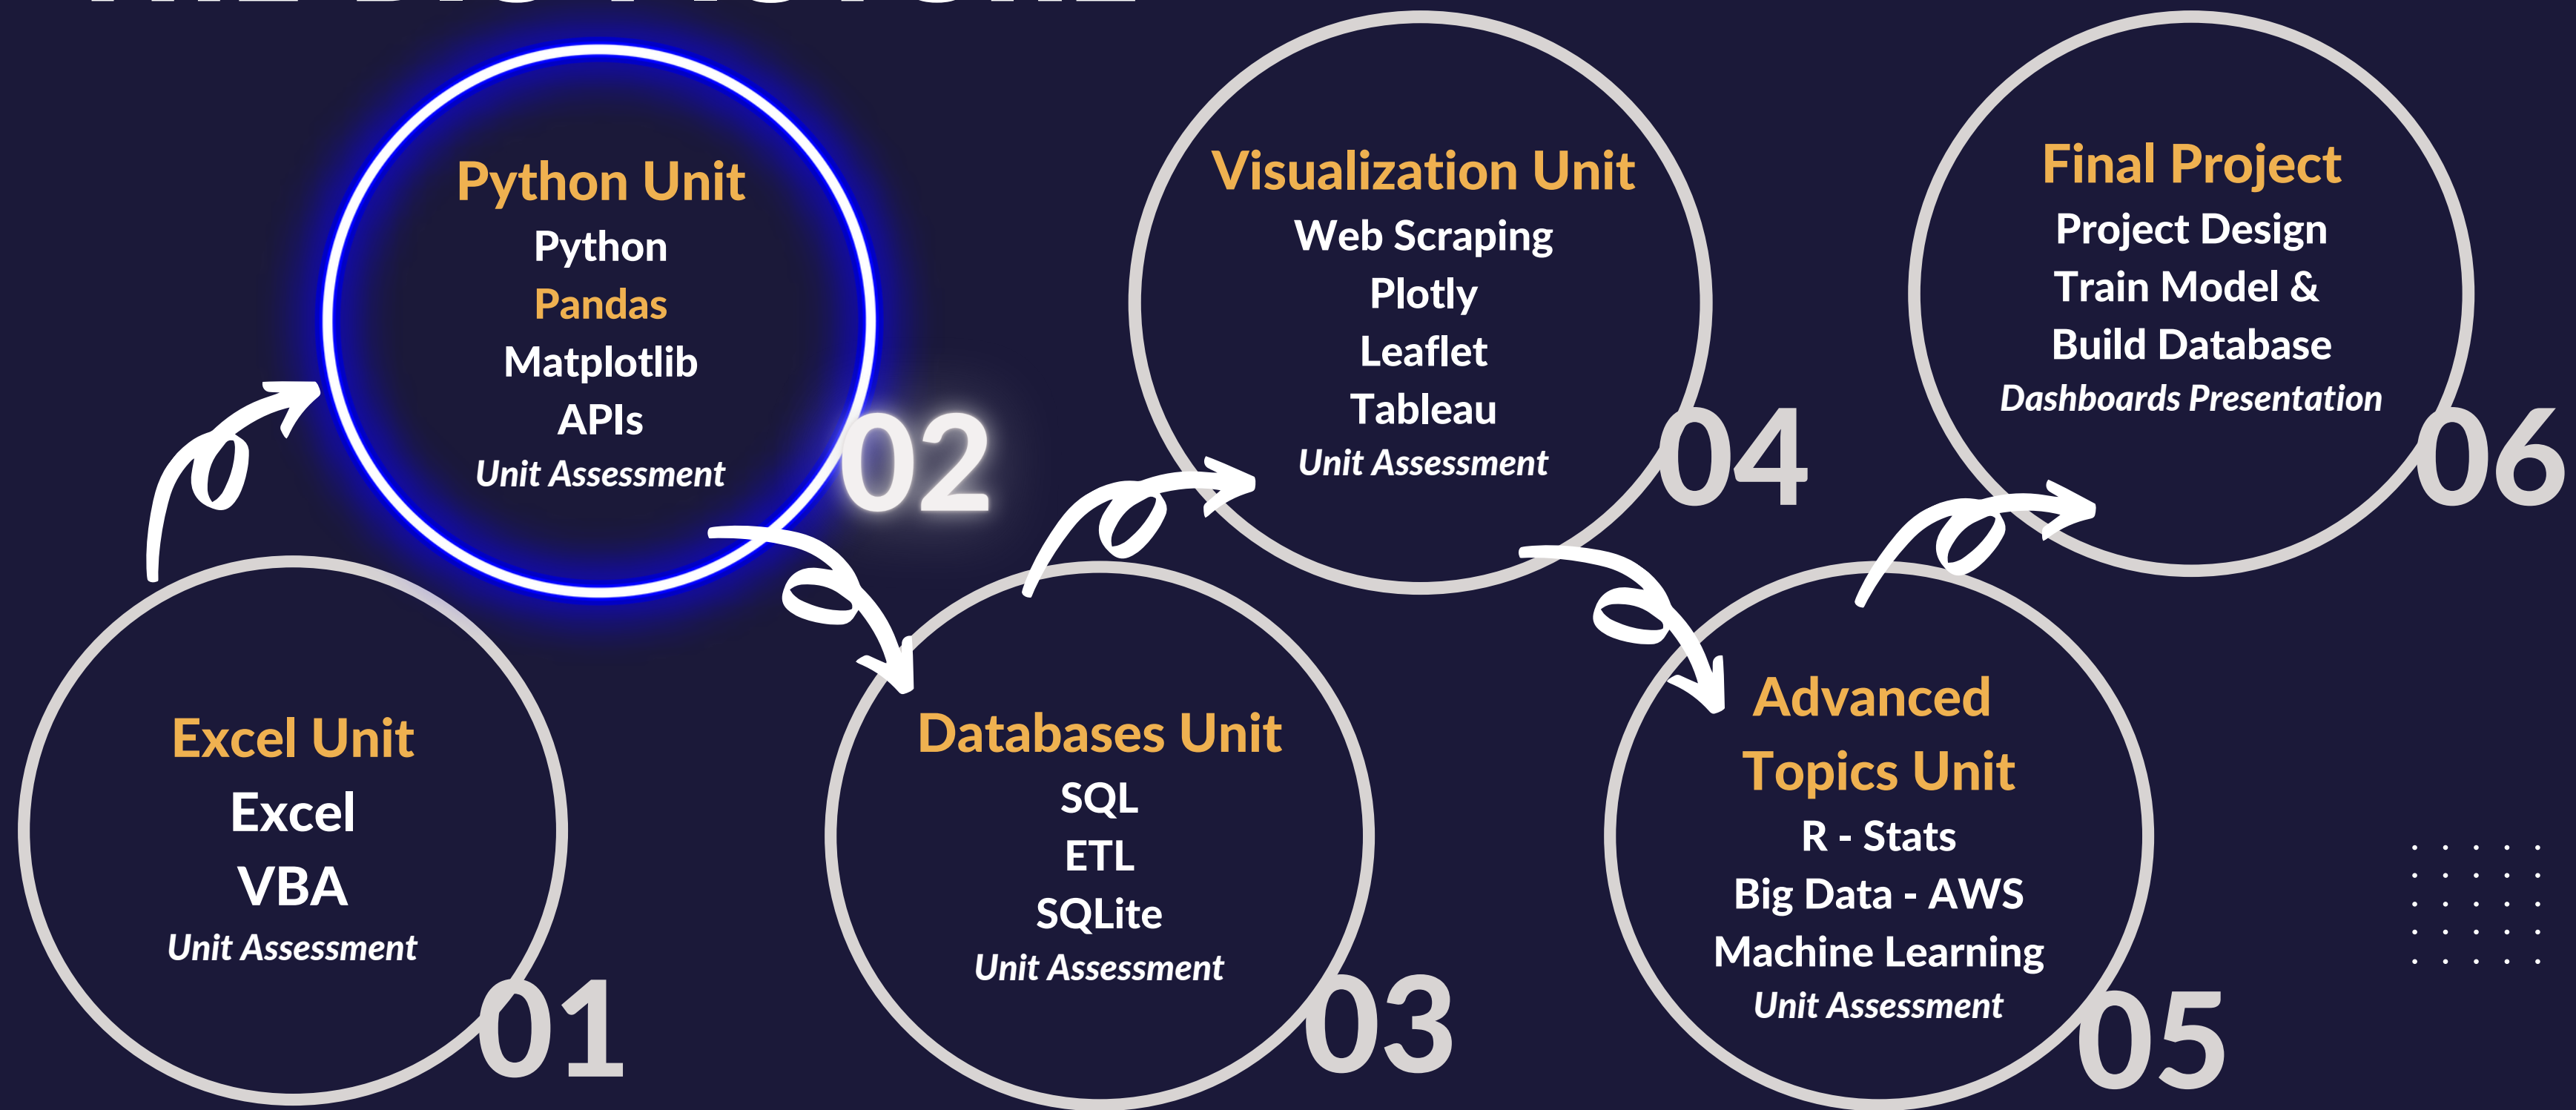 Python Unit
Python
Pandas
Matplotlib
APIs
Unit Assessment
02
Visualization Unit
Web Scraping
Plotly
Leaflet
Tableau
Unit Assessment
04
Final Project
Project Design
Train Model &
Build Database
Dashboards Presentation
06
Excel Unit
Excel
VBA
Unit Assessment
01
Databases Unit
SQL
ETL
SQLite
Unit Assessment
03
Advanced
Topics Unit
R - Stats
Big Data - AWS
Machine Learning
Unit Assessment
05